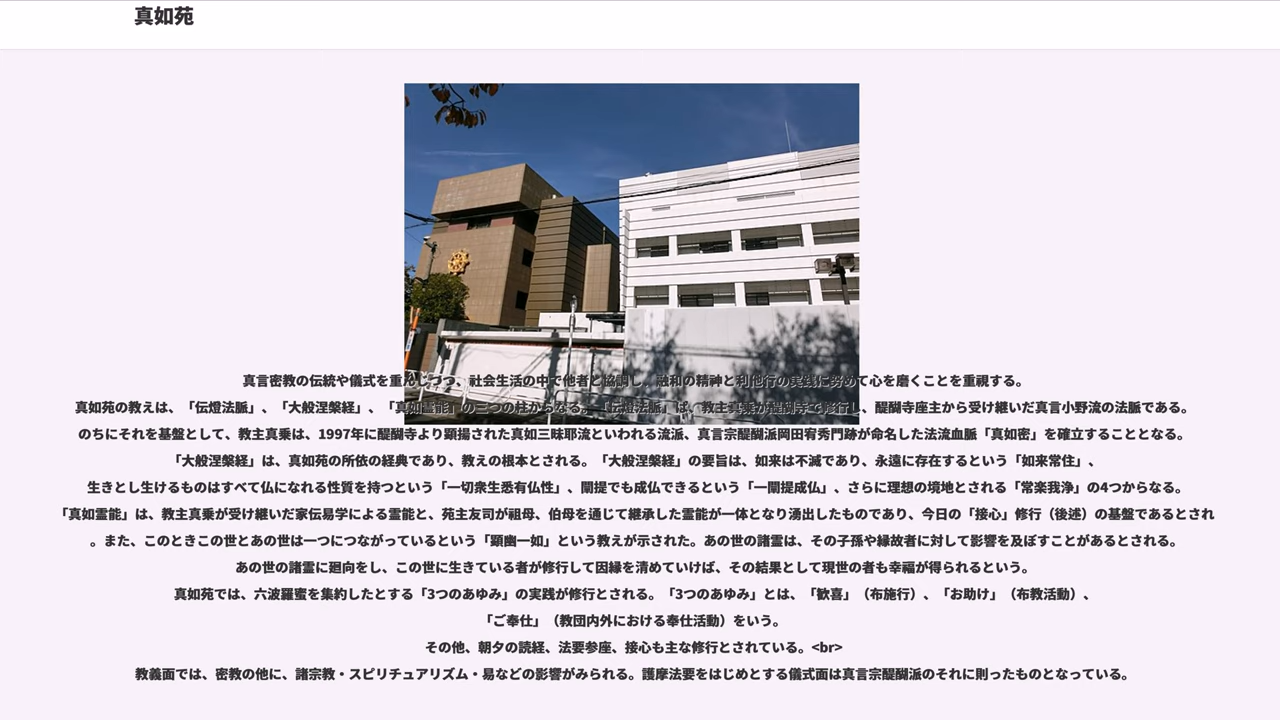 真如苑
真言密教の伝統や儀式を重んじつつ、社会生活の中で他者と協調し、融和の精神と利他行の実践に努めて心を磨くことを重視する。
真如苑の教えは、「伝燈法脈」、「大般涅槃経」、「真如霊能」の三つの柱からなる。「伝燈法脈」は、教主真乗が醍醐寺で修行し、醍醐寺座主から受け継いだ真言小野流の法脈である。
のちにそれを基盤として、教主真乗は、1997年に醍醐寺より顕揚された真如三昧耶流といわれる流派、真言宗醍醐派岡田宥秀門跡が命名した法流血脈「真如密」を確立することとなる。
「大般涅槃経」は、真如苑の所依の経典であり、教えの根本とされる。「大般涅槃経」の要旨は、如来は不滅であり、永遠に存在するという「如来常住」、
生きとし生けるものはすべて仏になれる性質を持つという「一切衆生悉有仏性」、闡提でも成仏できるという「一闡提成仏」、さらに理想の境地とされる「常楽我浄」の4つからなる。
「真如霊能」は、教主真乗が受け継いだ家伝易学による霊能と、苑主友司が祖母、伯母を通じて継承した霊能が一体となり湧出したものであり、今日の「接心」修行（後述）の基盤であるとされ
。また、このときこの世とあの世は一つにつながっているという「顕幽一如」という教えが示された。あの世の諸霊は、その子孫や縁故者に対して影響を及ぼすことがあるとされる。
あの世の諸霊に廻向をし、この世に生きている者が修行して因縁を清めていけば、その結果として現世の者も幸福が得られるという。
真如苑では、六波羅蜜を集約したとする「3つのあゆみ」の実践が修行とされる。「3つのあゆみ」とは、「歓喜」（布施行）、「お助け」（布教活動）、
「ご奉仕」（教団内外における奉仕活動）をいう。
その他、朝夕の読経、法要参座、接心も主な修行とされている。<br>
教義面では、密教の他に、諸宗教・スピリチュアリズム・易などの影響がみられる。護摩法要をはじめとする儀式面は真言宗醍醐派のそれに則ったものとなっている。